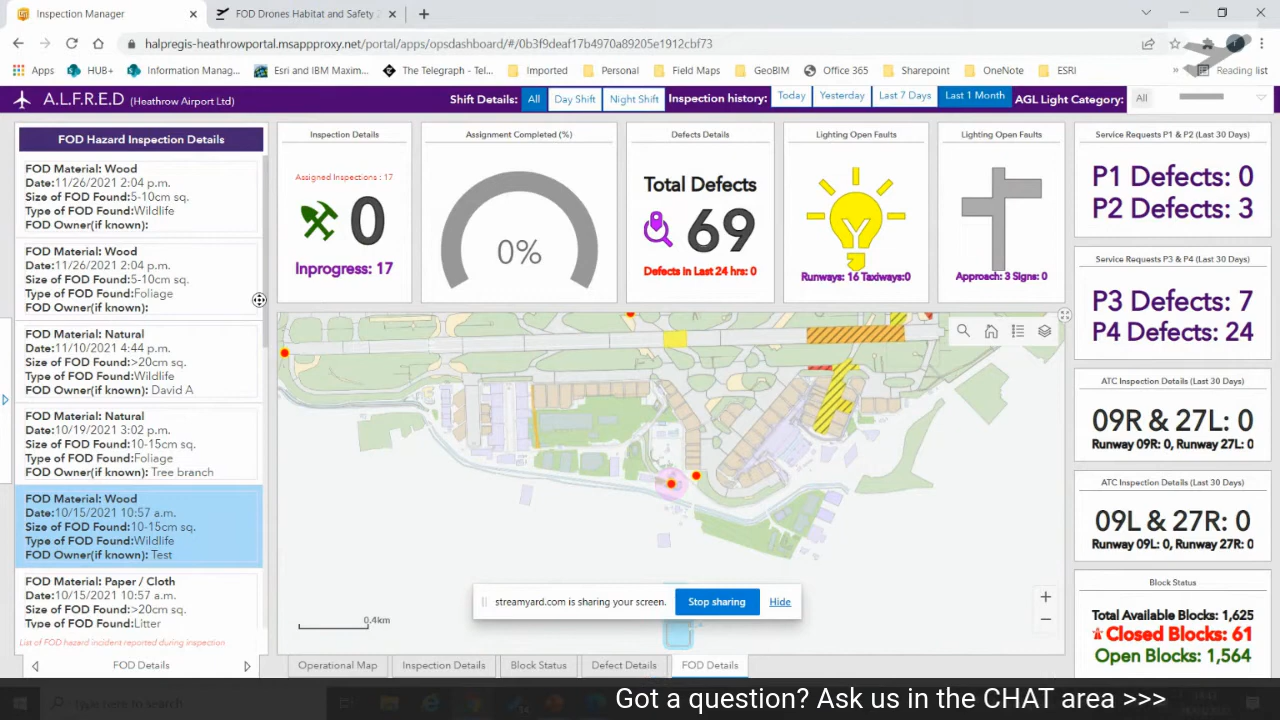 Inspection Manager
FOD Drones Habitat and Safety
halpregis-heathrowportal.msappproxy.net/portal/apps/opsdashboard/#/0b3f9deaf17b4970a89205e1912cbf73
Apps HUB+ Information Manag... Esri and IBM Maxim... The Telegraph - Tel... Imported Personal Field Maps GeoBIM Office 365 Sharepoint OneNote ESRI » Reading list
A.L.F.R.E.D (Heathrow Airport Ltd) Shift Details: All Day Shift Night Shift Inspection history: Today Yesterday Last 7 Days Last 1 Month AGL Light Category: All
FOD Hazard Inspection Details
FOD Material: Wood
Date:11/26/2021 2:04 p.m.
Size of FOD Found:5-10cm sq.
Type of FOD Found:Wildlife
FOD Owner(if known):
FOD Material: Wood
Date:11/26/2021 2:04 p.m.
Size of FOD Found:5-10cm sq.
Type of FOD Found:Foliage
FOD Owner(if known):
FOD Material: Natural
Date:11/10/2021 4:44 p.m.
Size of FOD Found:>20cm sq.
Type of FOD Found:Wildlife
FOD Owner(if known): David A
FOD Material: Natural
Date:10/19/2021 3:02 p.m.
Size of FOD Found:10-15cm sq.
Type of FOD Found:Foliage
FOD Owner(if known): Tree branch
FOD Material: Wood
Date:10/15/2021 10:57 a.m.
Size of FOD Found:10-15cm sq.
Type of FOD Found:Wildlife
FOD Owner(if known): Test
FOD Material: Paper / Cloth
Date:10/15/2021 10:57 a.m.
Size of FOD Found:>20cm sq.
Type of FOD Found:Litter
List of FOD hazard incident reported during inspection
FOD Details
Inspection Details
Assigned Inspections : 17
0
Inprogress: 17
Assignment Completed (%)
0%
Defects Details
Total Defects
69
Defects In Last 24 hrs: 0
Lighting Open Faults
Runways: 16 Taxiways:0
Lighting Open Faults
Approach: 3 Signs: 0
0.4km
streamyard.com is sharing your screen. Stop sharing Hide
Operational Map Inspection Details Block Status Defect Details FOD Details
Service Requests P1 & P2 (Last 30 Days)
P1 Defects: 0
P2 Defects: 3
Service Requests P3 & P4 (Last 30 Days)
P3 Defects: 7
P4 Defects: 24
ATC Inspection Details (Last 30 Days)
09R & 27L: 0
Runway 09R: 0, Runway 27L: 0
ATC Inspection Details (Last 30 Days)
09L & 27R: 0
Runway 09L: 0, Runway 27R: 0
Block Status
Total Available Blocks: 1,625
Closed Blocks: 61
Open Blocks: 1,564
Type here to search
Got a question? Ask us in the CHAT area >>>